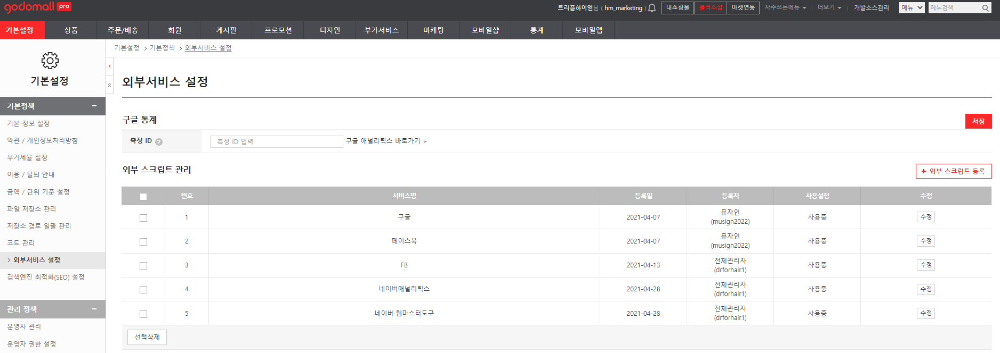 godomall pro
트리플하이엠님 ( hm_marketing ) 내쇼핑몰 플러스샵 마켓연동 자주쓰는메뉴 더보기 개발소스관리 메뉴 메뉴검색
기본설정 상품 주문/배송 회원 게시판 프로모션 디자인 부가서비스 마케팅 모바일샵 통계 모바일앱
기본설정 > 기본정책 > 외부서비스 설정
기본설정
기본정책
기본 정보 설정
약관 / 개인정보처리방침
부가세율 설정
이용 / 탈퇴 안내
금액 / 단위 기준 설정
파일 저장소 관리
저장소 경로 일괄 관리
코드 관리
> 외부서비스 설정
검색엔진 최적화(SEO) 설정
관리 정책
운영자 관리
운영자 권한 설정
외부서비스 설정
구글 통계 저장
측정 ID ? 측정 ID 입력 구글 애널리틱스 바로가기 >
외부 스크립트 관리 + 외부 스크립트 등록
번호 서비스명 등록일 등록자 사용설정 수정
1 구글 2021-04-07 뮤자인 (musign2022) 사용중 수정
2 페이스북 2021-04-07 뮤자인 (musign2022) 사용중 수정
3 FB 2021-04-13 전체관리자 (drforhair1) 사용중 수정
4 네이버애널리틱스 2021-04-28 전체관리자 (drforhair1) 사용중 수정
5 네이버 웹마스터도구 2021-04-28 전체관리자 (drforhair1) 사용중 수정
선택삭제